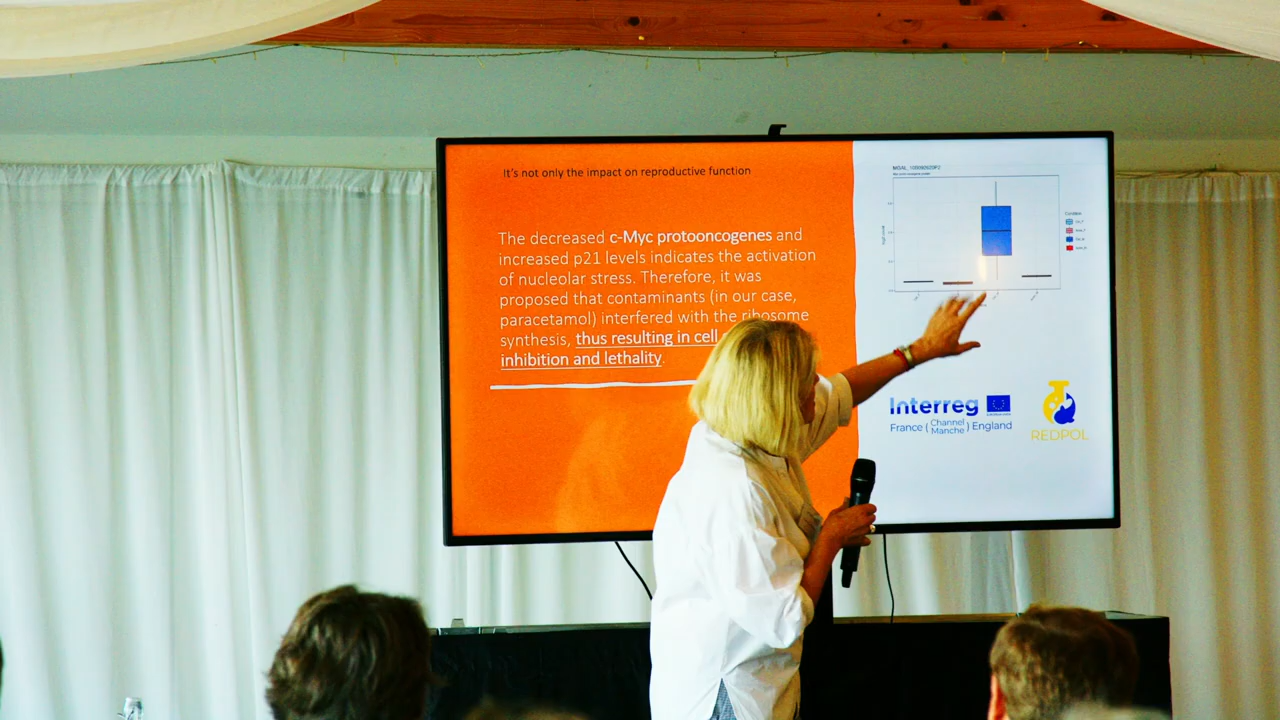 It's not only the impact on reproductive function
The decreased c-Myc protooncogenes and
increased p21 levels indicates the activation
of nucleolar stress. Therefore, it was
proposed that contaminants (in our case,
paracetamol) interfered with the ribosome
synthesis, thus resulting in cell
inhibition and lethality.
Interreg
EUROPEAN UNION
France ( Channel
Manche ) England
REDPOL